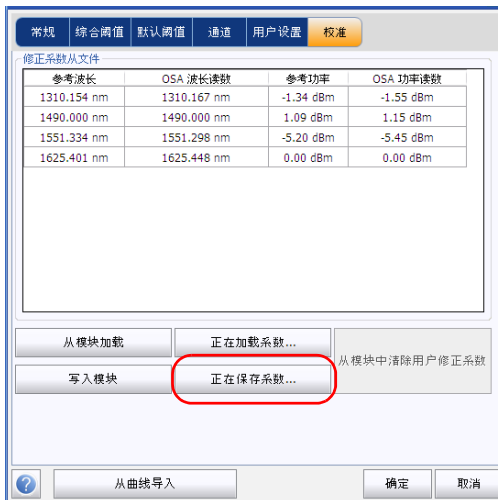 常规 综合阈值 默认阈值 通道 用户设置 校准
修正系数从文件
参考波长 OSA 波长读数 参考功率 OSA 功率读数
1310.154 nm 1310.167 nm -1.34 dBm -1.55 dBm
1490.000 nm 1490.000 nm 1.09 dBm 1.15 dBm
1551.334 nm 1551.298 nm -5.20 dBm -5.45 dBm
1625.401 nm 1625.448 nm 0.00 dBm 0.00 dBm
从模块加载 正在加载系数...
从模块中清除用户修正系数
写入模块 正在保存系数...
? 从曲线导入 确定 取消